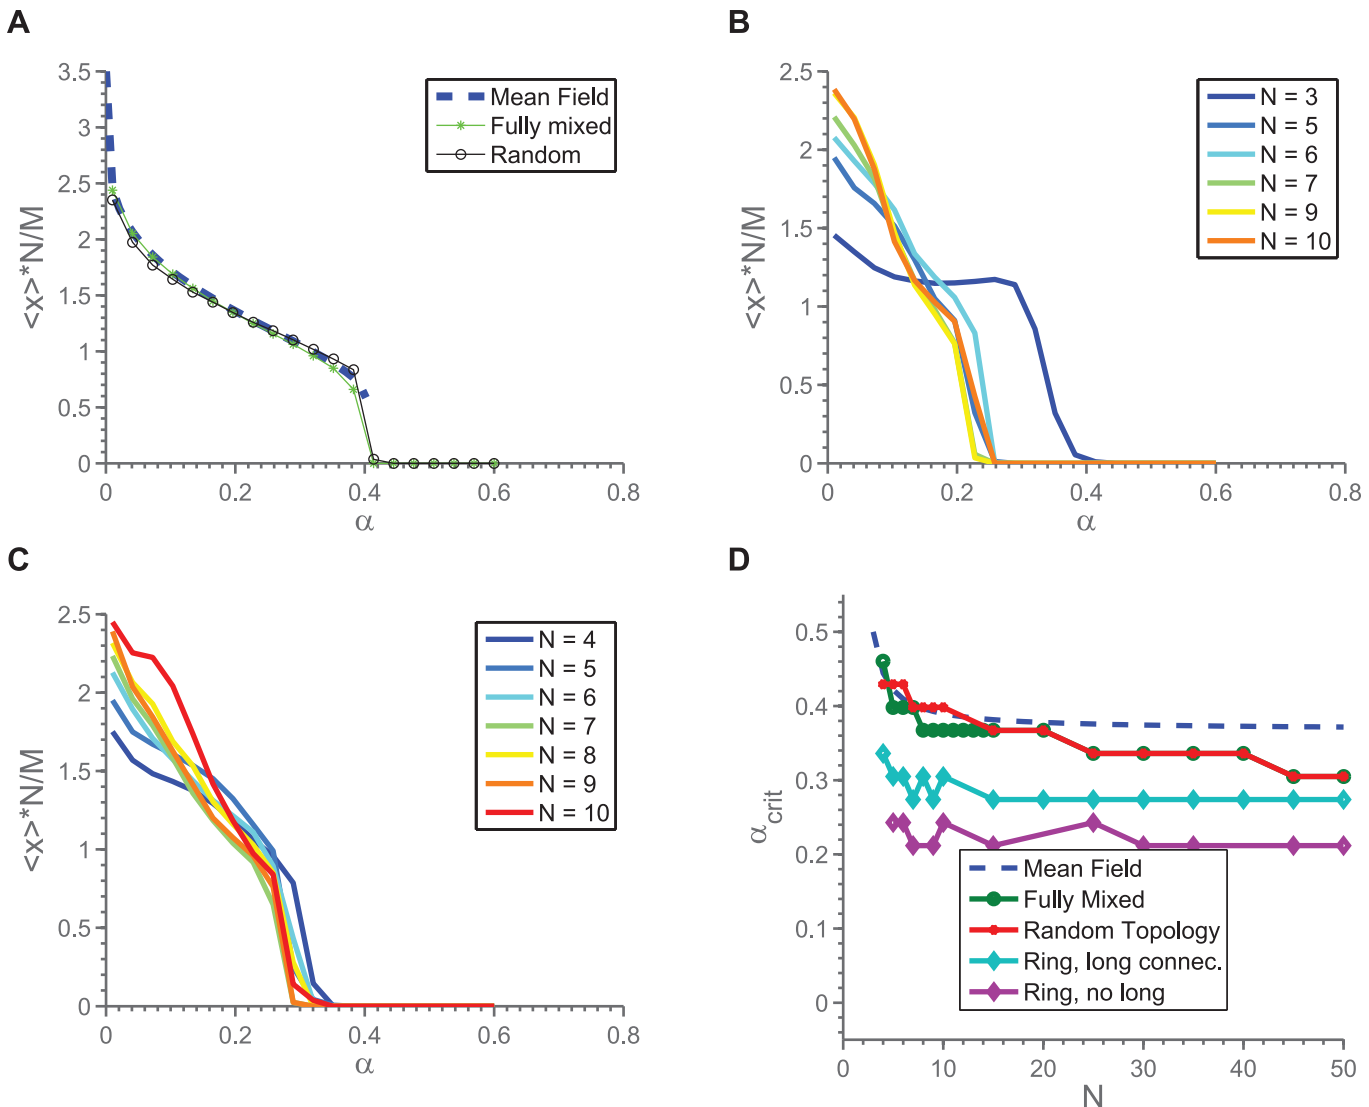 A
3.5
3
2.5
2
1.5
1
0.5
0
<x>*N/M
0
0.2
0.4
0.6
0.8
α
Mean Field
Fully mixed
Random
B
2.5
2
1.5
1
0.5
0
<x>*N/M
0
0.2
0.4
0.6
0.8
α
N = 3
N = 5
N = 6
N = 7
N = 9
N = 10
C
2.5
2
1.5
1
0.5
0
<x>*N/M
0
0.2
0.4
0.6
0.8
α
N = 4
N = 5
N = 6
N = 7
N = 8
N = 9
N = 10
D
0.5
0.4
0.3
0.2
0.1
0
αcrit
0
10
20
30
40
50
N
Mean Field
Fully Mixed
Random Topology
Ring, long connec.
Ring, no long